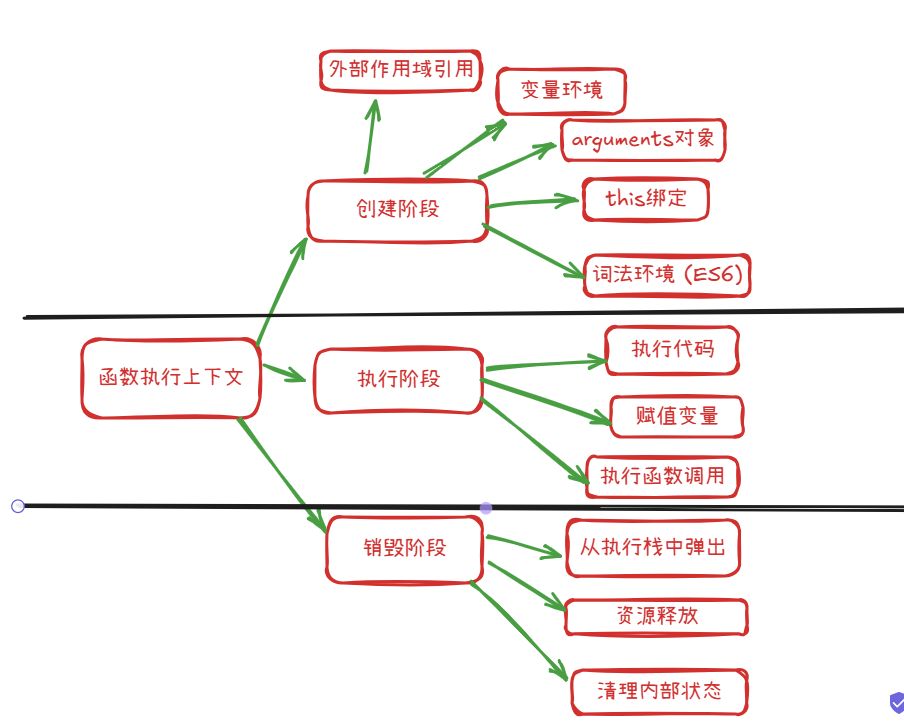 外部作用域引用
变量环境
arguments对象
创建阶段
this绑定
词法环境 (ES6)
函数执行上下文
执行阶段
执行代码
赋值变量
执行函数调用
销毁阶段
从执行栈中弹出
资源释放
清理内部状态